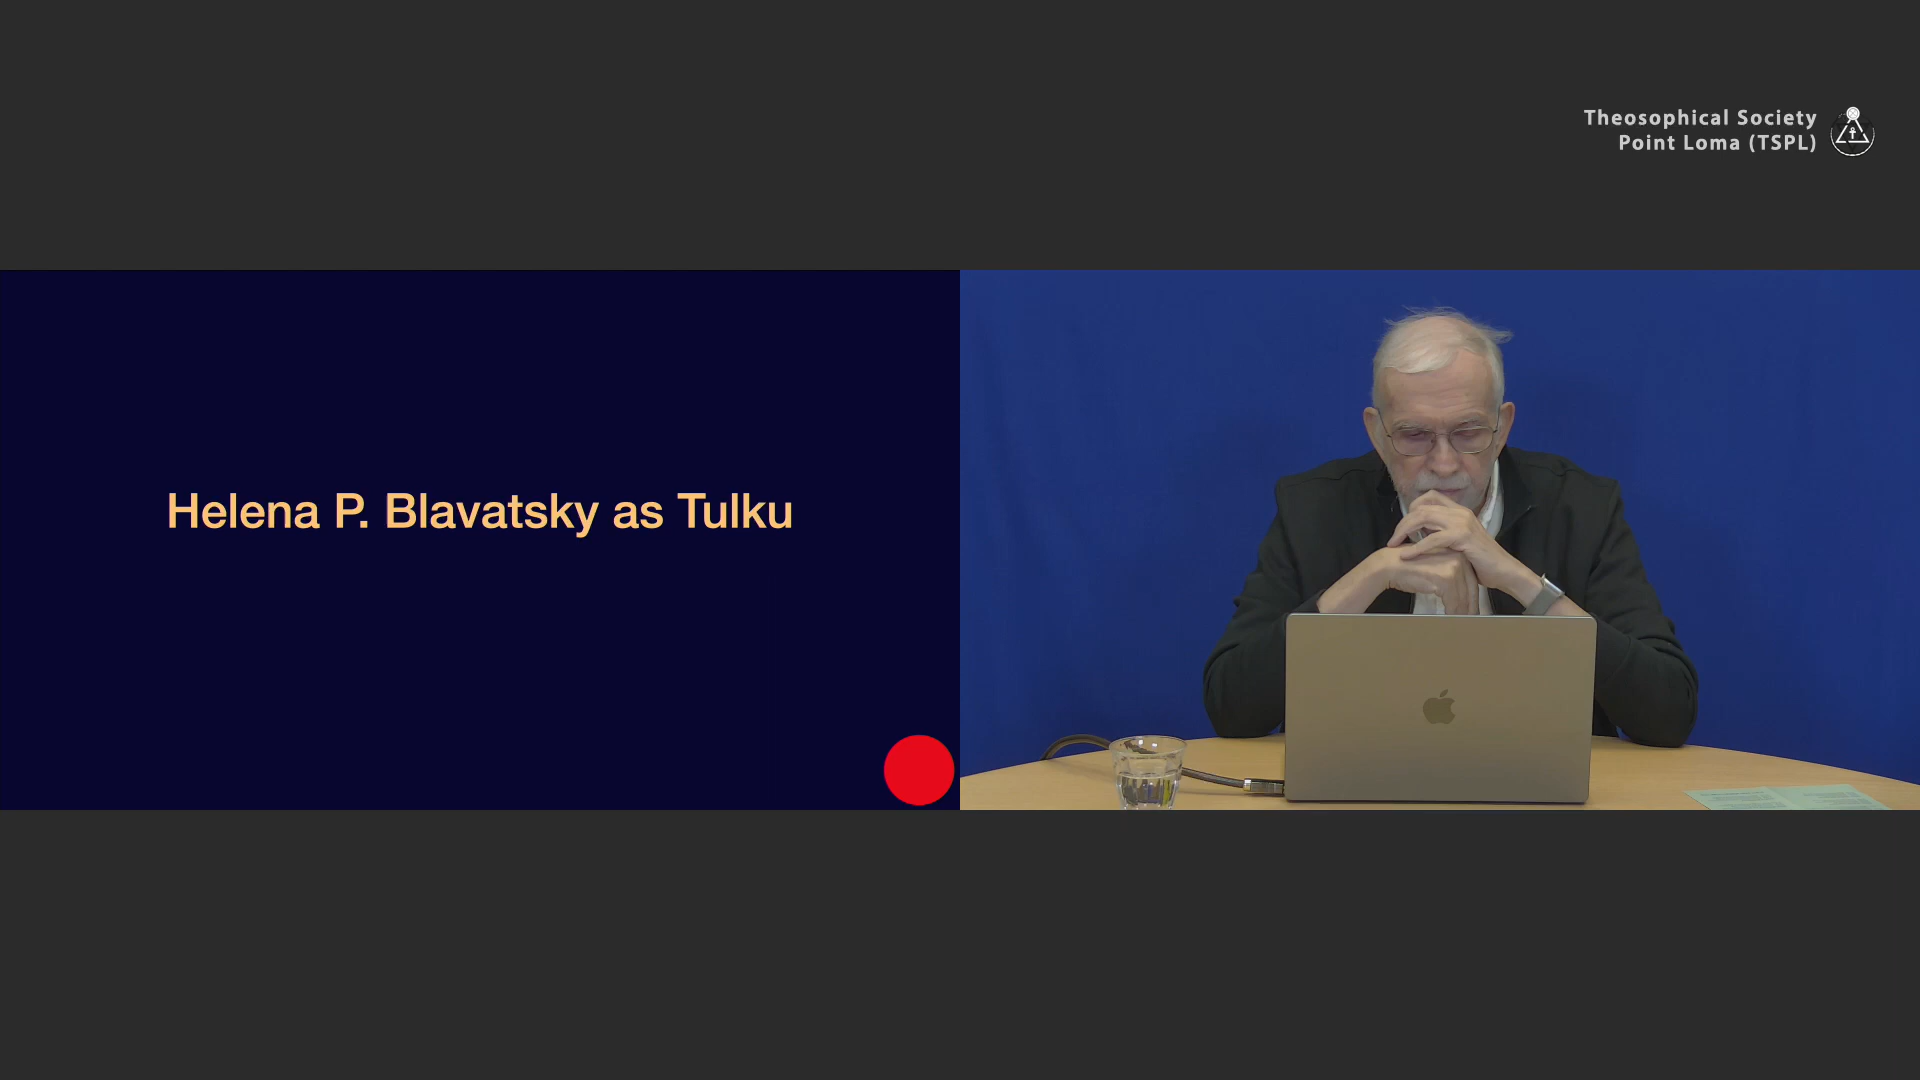 Theosophical Society
Point Loma (TSPL)
Helena P. Blavatsky as Tulku